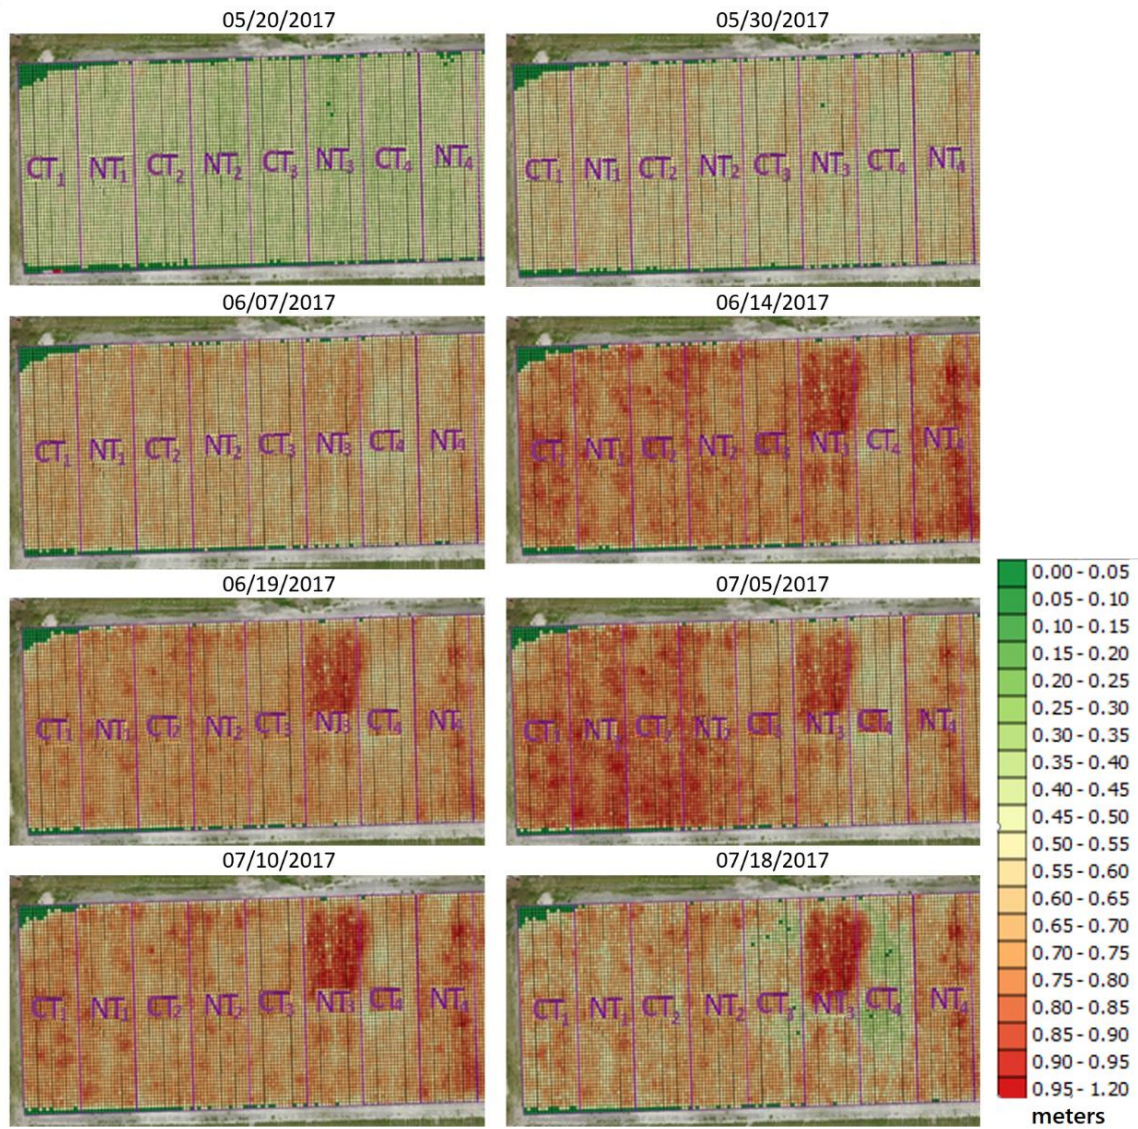 05/20/2017
05/30/2017
CT1 NT1 CT2 NT2 CT3 NT3 CT4 NT4
CT1 NT1 CT2 NT2 CT3 NT3 CT4 NT4
06/07/2017
06/14/2017
CT1 NT1 CT2 NT2 CT3 NT3 CT4 NT4
CT1 NT1 CT2 NT2 CT3 NT3 CT4 NT4
06/19/2017
07/05/2017
CT1 NT1 CT2 NT2 CT3 NT3 CT4 NT4
CT1 NT1 CT2 NT2 CT3 NT3 CT4 NT4
07/10/2017
07/18/2017
CT1 NT1 CT2 NT2 CT3 NT3 CT4 NT4
CT1 NT1 CT2 NT2 CT3 NT3 CT4 NT4
0.00 - 0.05
0.05 - 0.10
0.10 - 0.15
0.15 - 0.20
0.20 - 0.25
0.25 - 0.30
0.30 - 0.35
0.35 - 0.40
0.40 - 0.45
0.45 - 0.50
0.50 - 0.55
0.55 - 0.60
0.60 - 0.65
0.65 - 0.70
0.70 - 0.75
0.75 - 0.80
0.80 - 0.85
0.85 - 0.90
0.90 - 0.95
0.95 - 1.20
meters